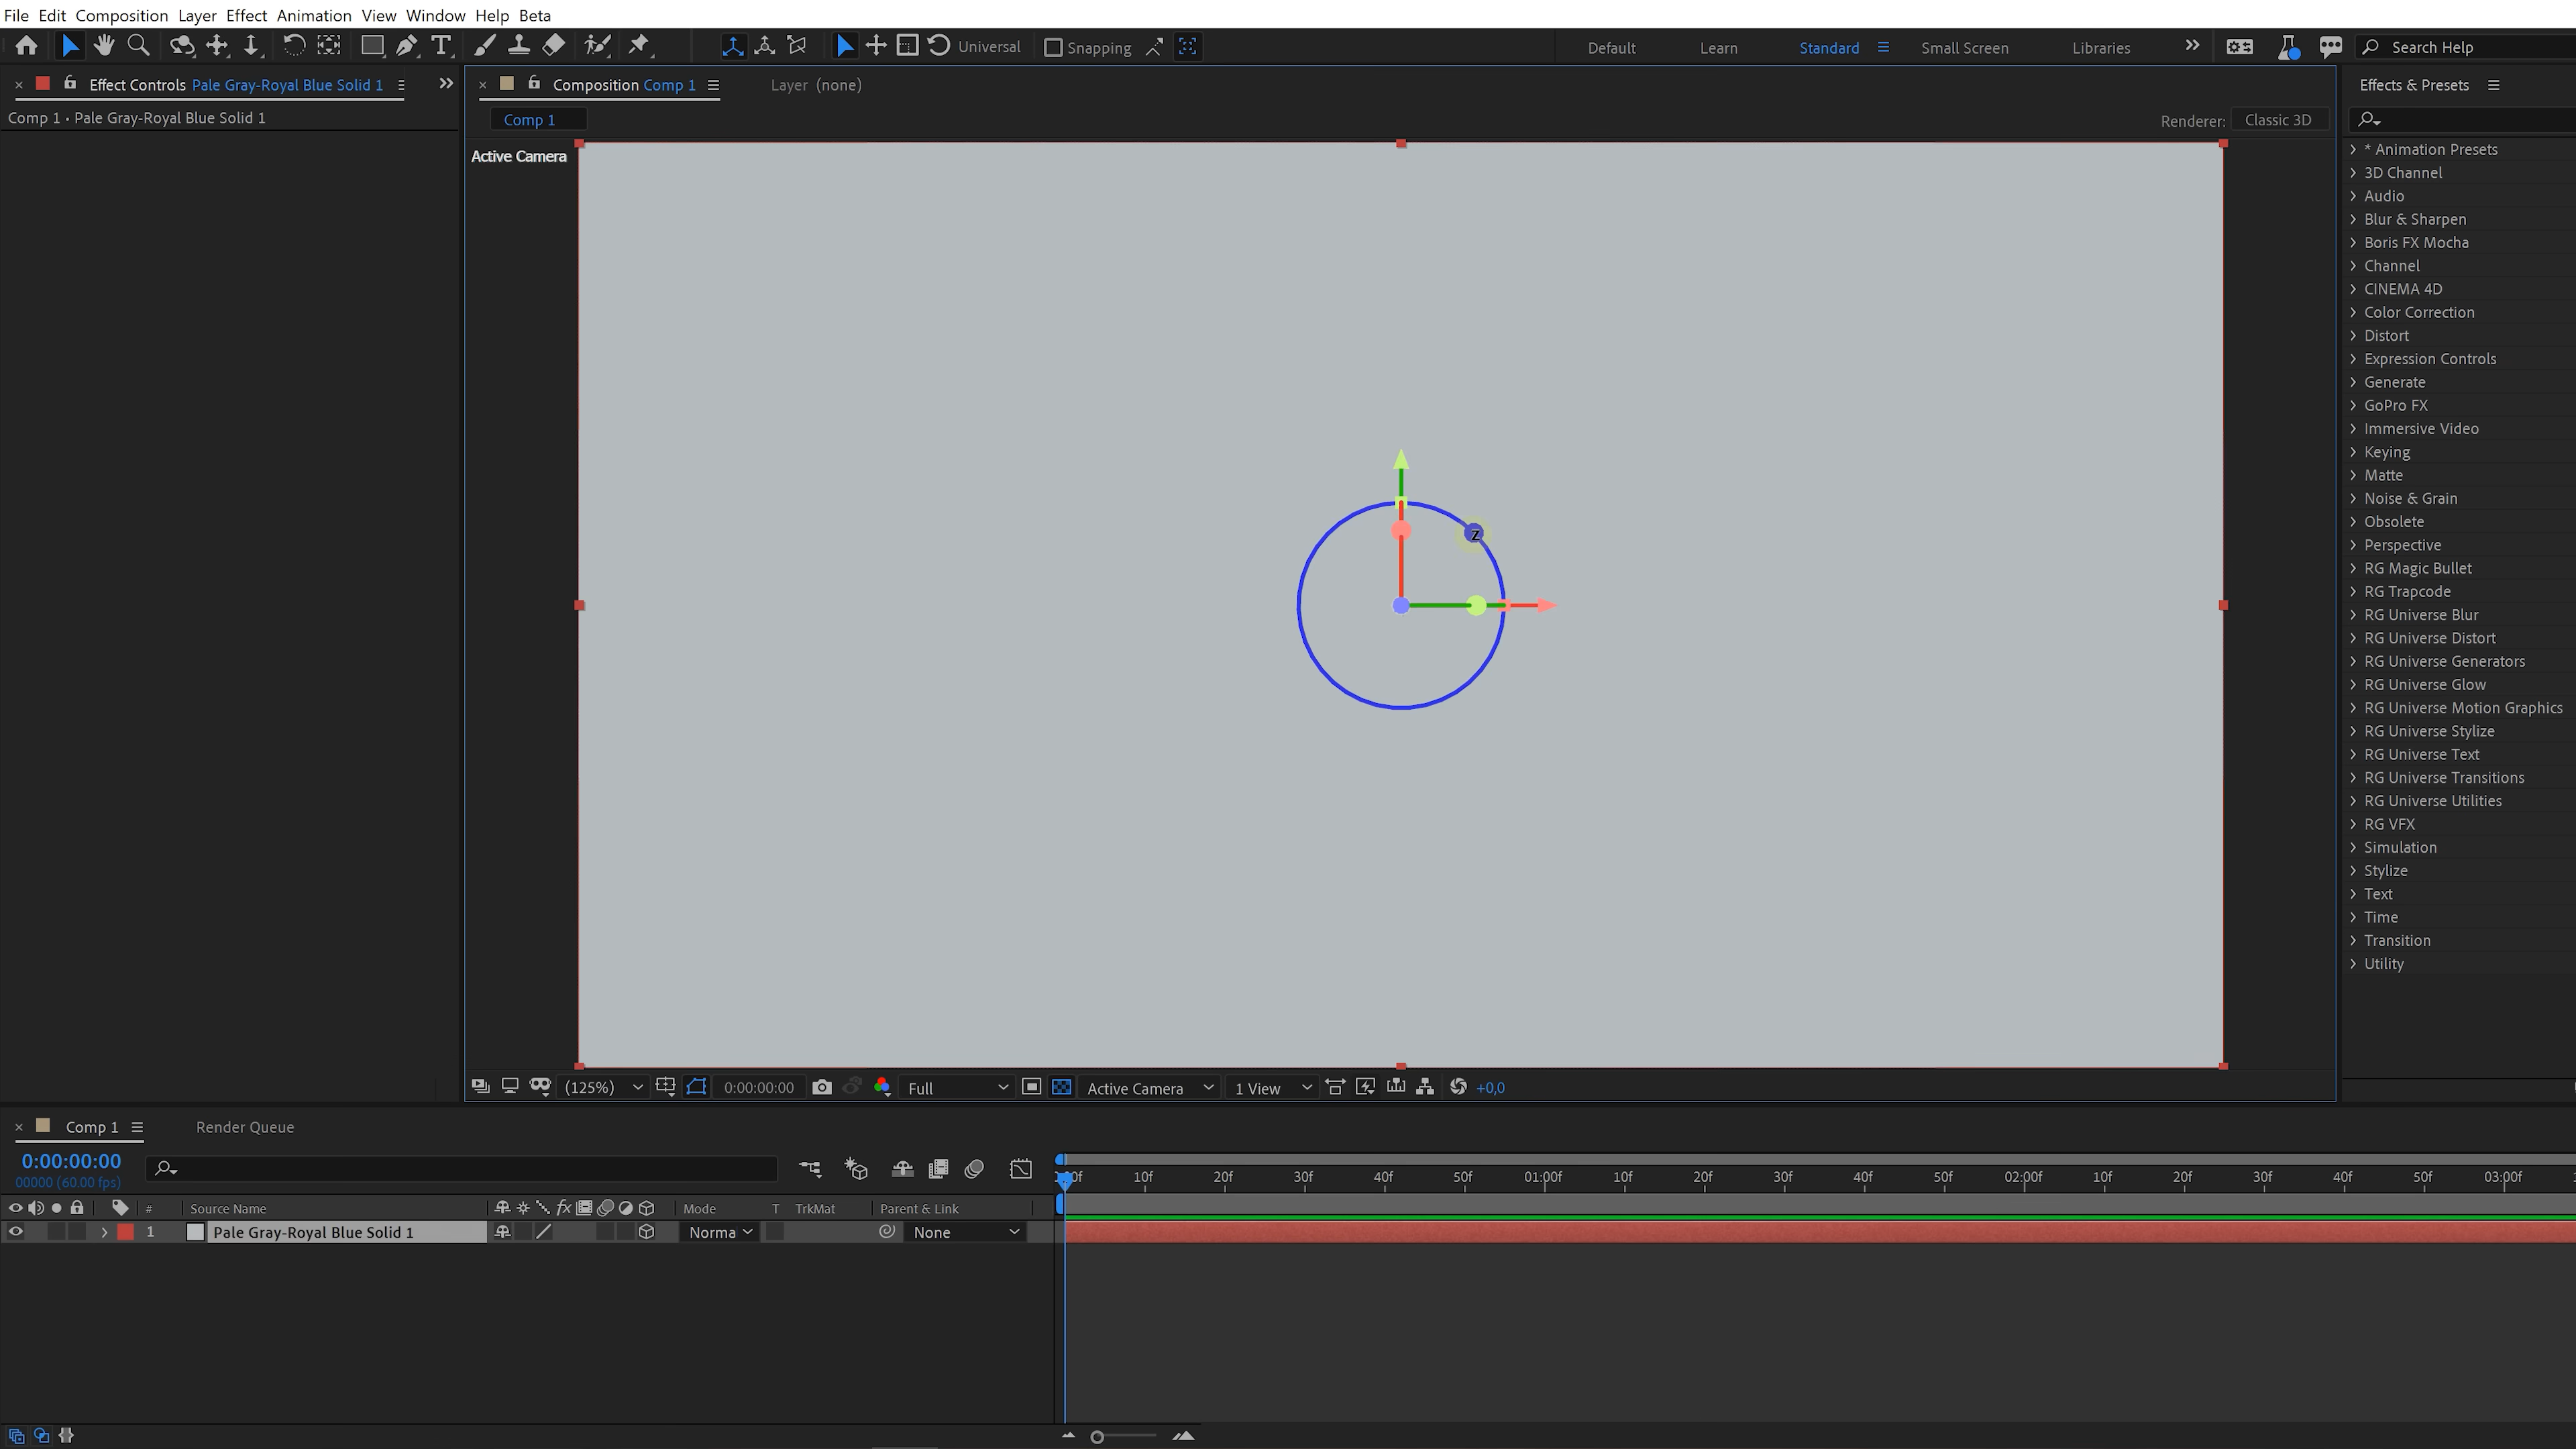 File Edit Composition Layer Effect Animation View Window Help Beta
Universal Snapping Default Learn Standard Small Screen Libraries Search Help
Effect Controls Pale Gray-Royal Blue Solid 1
Comp 1 • Pale Gray-Royal Blue Solid 1
Composition Comp 1 Layer (none)
Comp 1
Renderer: Classic 3D
Active Camera
Z
Effects & Presets
* Animation Presets
3D Channel
Audio
Blur & Sharpen
Boris FX Mocha
Channel
CINEMA 4D
Color Correction
Distort
Expression Controls
Generate
GoPro FX
Immersive Video
Keying
Matte
Noise & Grain
Obsolete
Perspective
RG Magic Bullet
RG Trapcode
RG Universe Blur
RG Universe Distort
RG Universe Generators
RG Universe Glow
RG Universe Motion Graphics
RG Universe Stylize
RG Universe Text
RG Universe Transitions
RG Universe Utilities
RG VFX
Simulation
Stylize
Text
Time
Transition
Utility
(125%) 0:00:00:00 Full Active Camera 1 View +0,0
Comp 1 Render Queue
0:00:00:00
00000 (60.00 fps)
10f 20f 30f 40f 50f 01:00f 10f 20f 30f 40f 50f 02:00f 10f 20f 30f 40f 50f 03:00f
# Source Name fx Mode T TrkMat Parent & Link
1 Pale Gray-Royal Blue Solid 1 Norma None